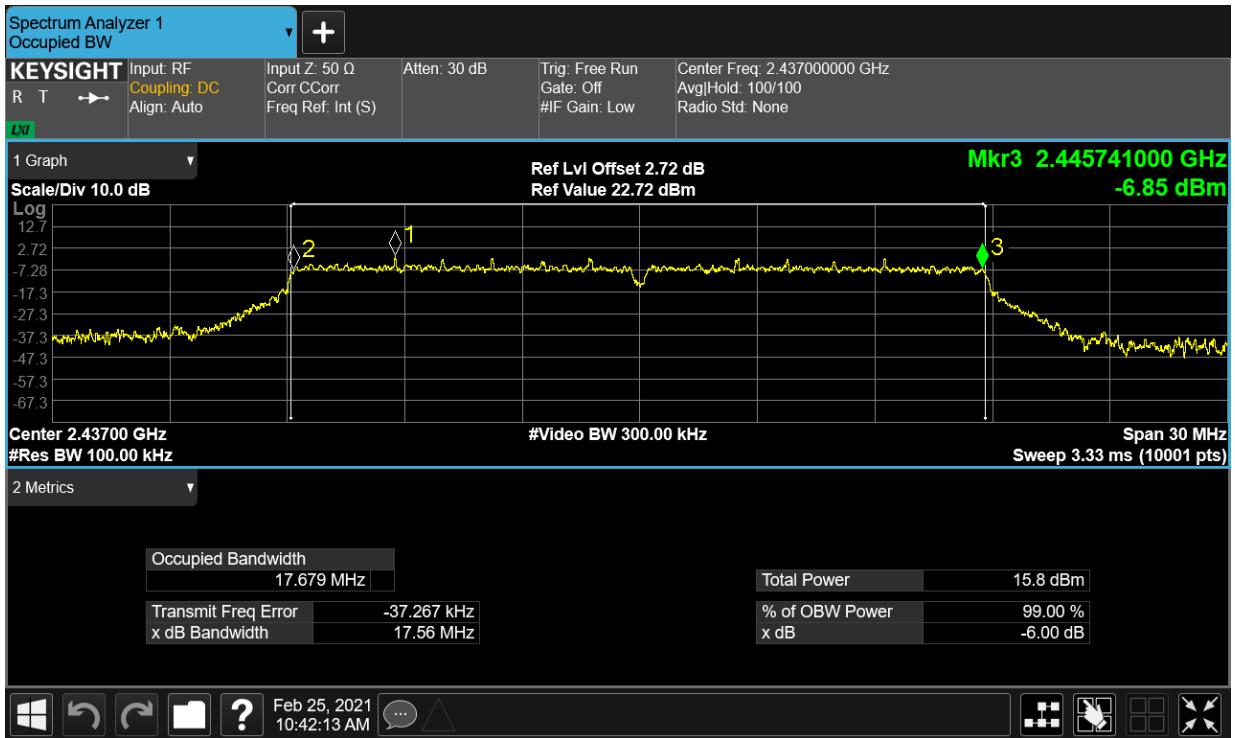 Spectrum Analyzer 1
Occupied BW
▼
+
KEYSIGHT
R T
LXI
Input: RF
Coupling: DC
Align: Auto
Input Z: 50 Ω
Corr CCorr
Freq Ref: Int (S)
Atten: 30 dB
Trig: Free Run
Gate: Off
#IF Gain: Low
Center Freq: 2.437000000 GHz
Avg|Hold: 100/100
Radio Std: None
1 Graph
▼
Scale/Div 10.0 dB
Ref Lvl Offset 2.72 dB
Ref Value 22.72 dBm
Mkr3 2.445741000 GHz
-6.85 dBm
Log
12.7
2.72
-7.28
-17.3
-27.3
-37.3
-47.3
-57.3
-67.3
2
1
3
Center 2.43700 GHz
#Res BW 100.00 kHz
#Video BW 300.00 kHz
Span 30 MHz
Sweep 3.33 ms (10001 pts)
2 Metrics
▼
Occupied Bandwidth
17.679 MHz
Transmit Freq Error -37.267 kHz
x dB Bandwidth 17.56 MHz
Total Power 15.8 dBm
% of OBW Power 99.00 %
x dB -6.00 dB
?
Feb 25, 2021
10:42:13 AM